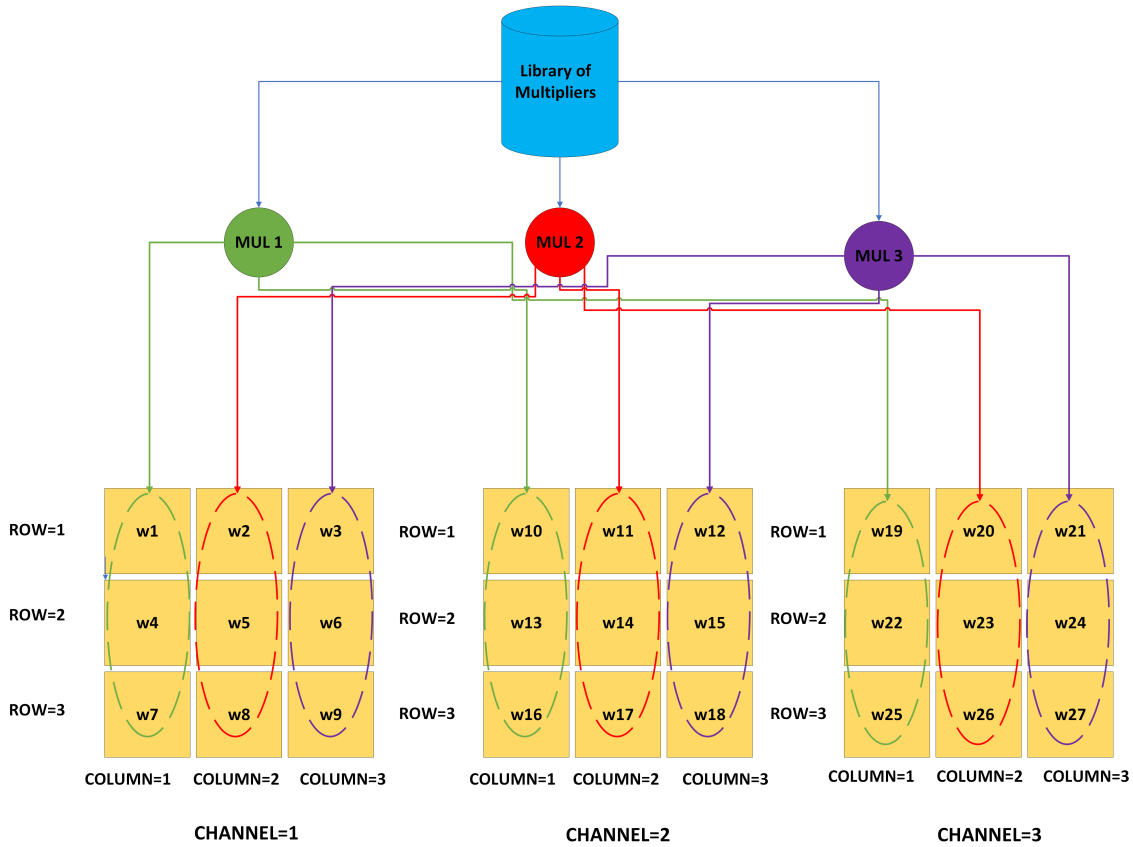 Library of
Multipliers
MUL 1
MUL 2
MUL 3
ROW=1
w1
w2
w3
ROW=1
w10
w11
w12
ROW=1
w19
w20
w21
ROW=2
w4
w5
w6
ROW=2
w13
w14
w15
ROW=2
w22
w23
w24
ROW=3
w7
w8
w9
ROW=3
w16
w17
w18
ROW=3
w25
w26
w27
COLUMN=1
COLUMN=2
COLUMN=3
COLUMN=1
COLUMN=2
COLUMN=3
COLUMN=1
COLUMN=2
COLUMN=3
CHANNEL=1
CHANNEL=2
CHANNEL=3